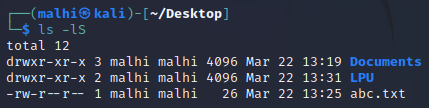 ┌──(malhi㉿kali)-[~/Desktop]
└─$ ls -lS
total 12
drwxr-xr-x 3 malhi malhi 4096 Mar 22 13:19 Documents
drwxr-xr-x 2 malhi malhi 4096 Mar 22 13:31 LPU
-rw-r--r-- 1 malhi malhi   26 Mar 22 13:25 abc.txt